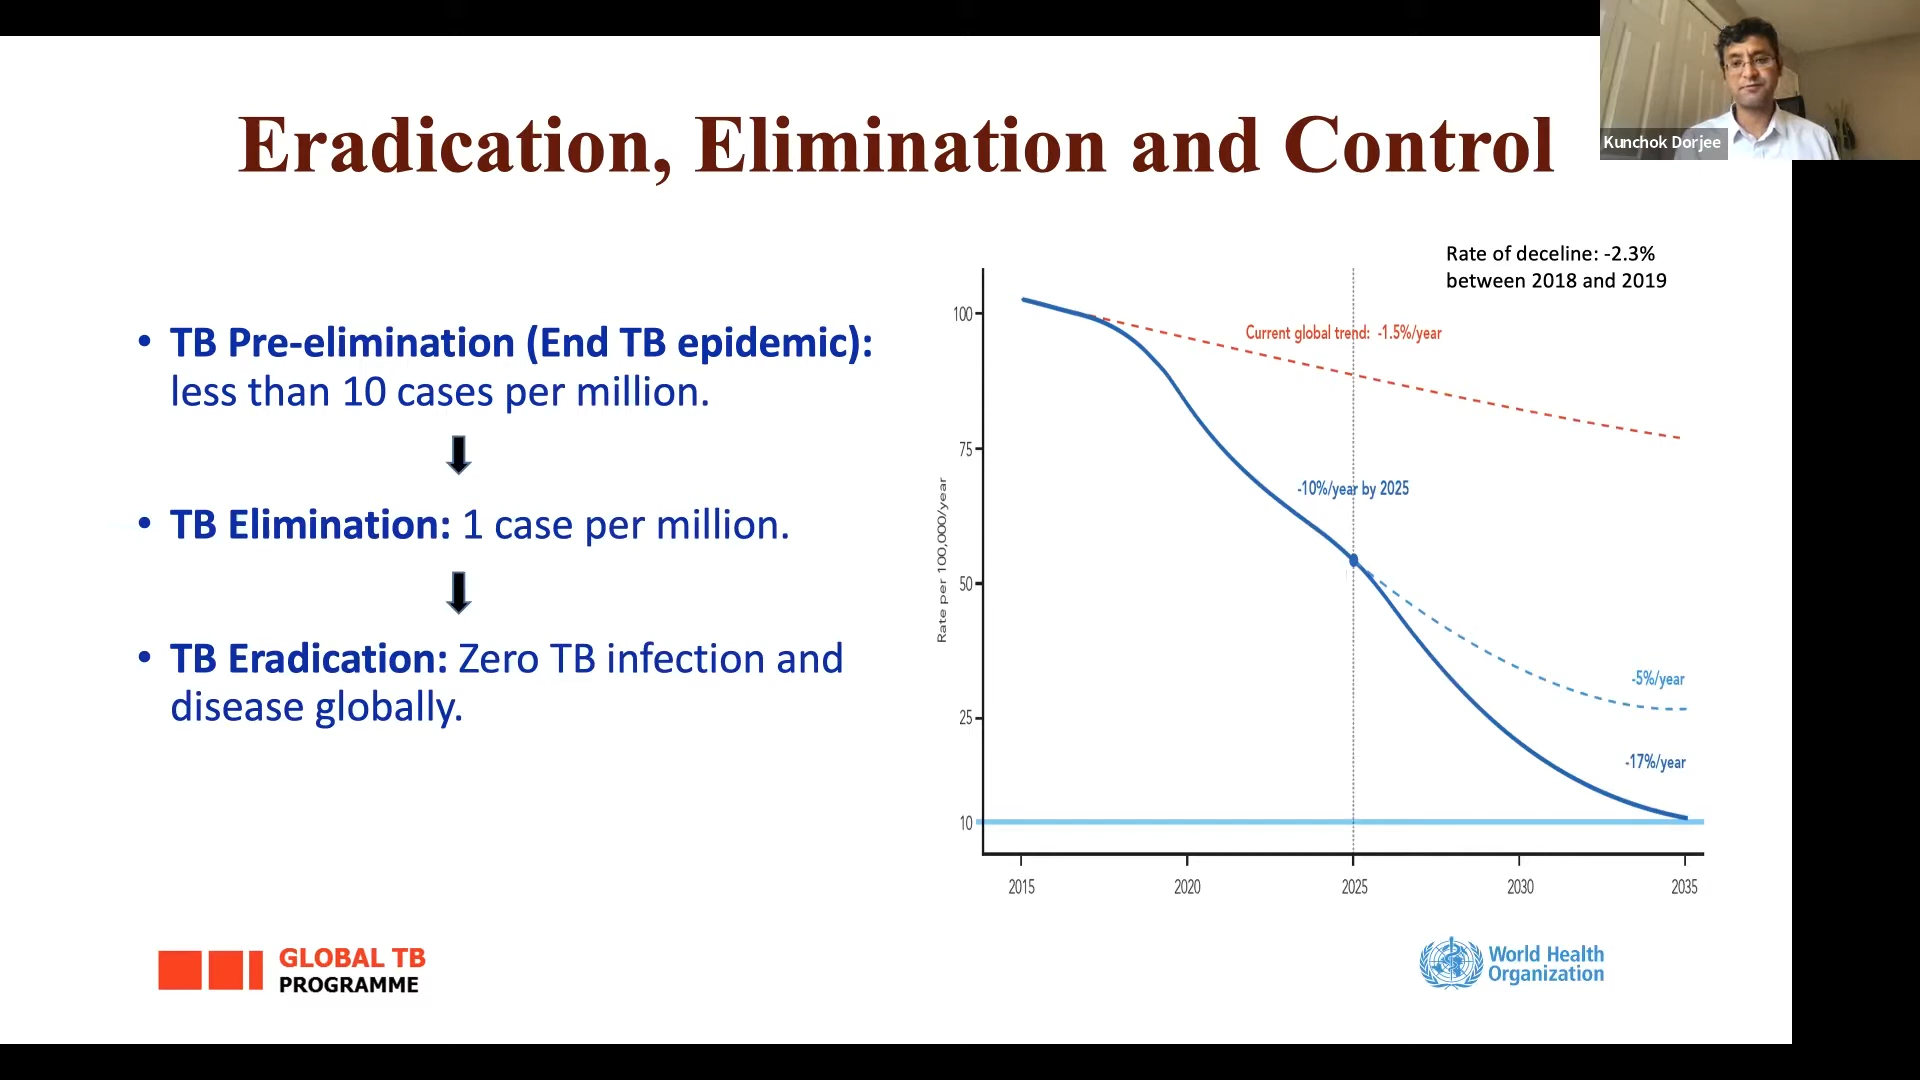 Kunchok Dorjee
Eradication, Elimination and Control
• TB Pre-elimination (End TB epidemic):
less than 10 cases per million.
• TB Elimination: 1 case per million.
• TB Eradication: Zero TB infection and
disease globally.
Rate of deceline: -2.3%
between 2018 and 2019
Current global trend: -1.5%/year
-10%/year by 2025
-5%/year
-17%/year
Rate per 100,000/year
100
75
50
25
10
2015 2020 2025 2030 2035
GLOBAL TB
PROGRAMME
World Health
Organization